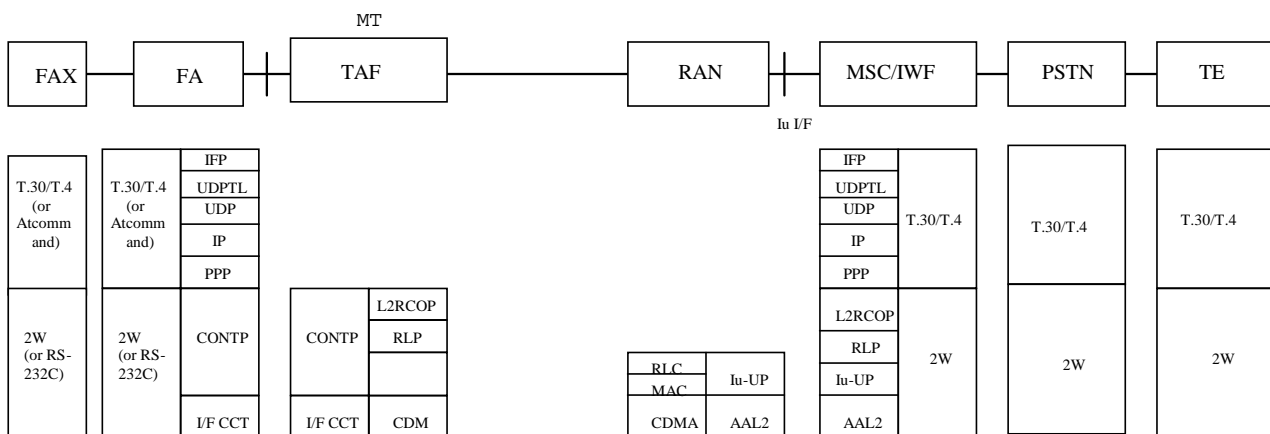 MT
FAX FA TAF RAN MSC/IWF PSTN TE
Iu I/F
T.30/T.4
(or
Atcomm
and)
2W
(or RS-
232C)
T.30/T.4
(or
Atcomm
and)
2W
(or RS-
232C)
IFP
UDPTL
UDP
IP
PPP
CONTP
I/F CCT
CONTP
I/F CCT
L2RCOP
RLP
CDM
RLC
MAC
CDMA
Iu-UP
AAL2
IFP
UDPTL
UDP
IP
PPP
L2RCOP
RLP
Iu-UP
AAL2
T.30/T.4
2W
T.30/T.4
2W
T.30/T.4
2W